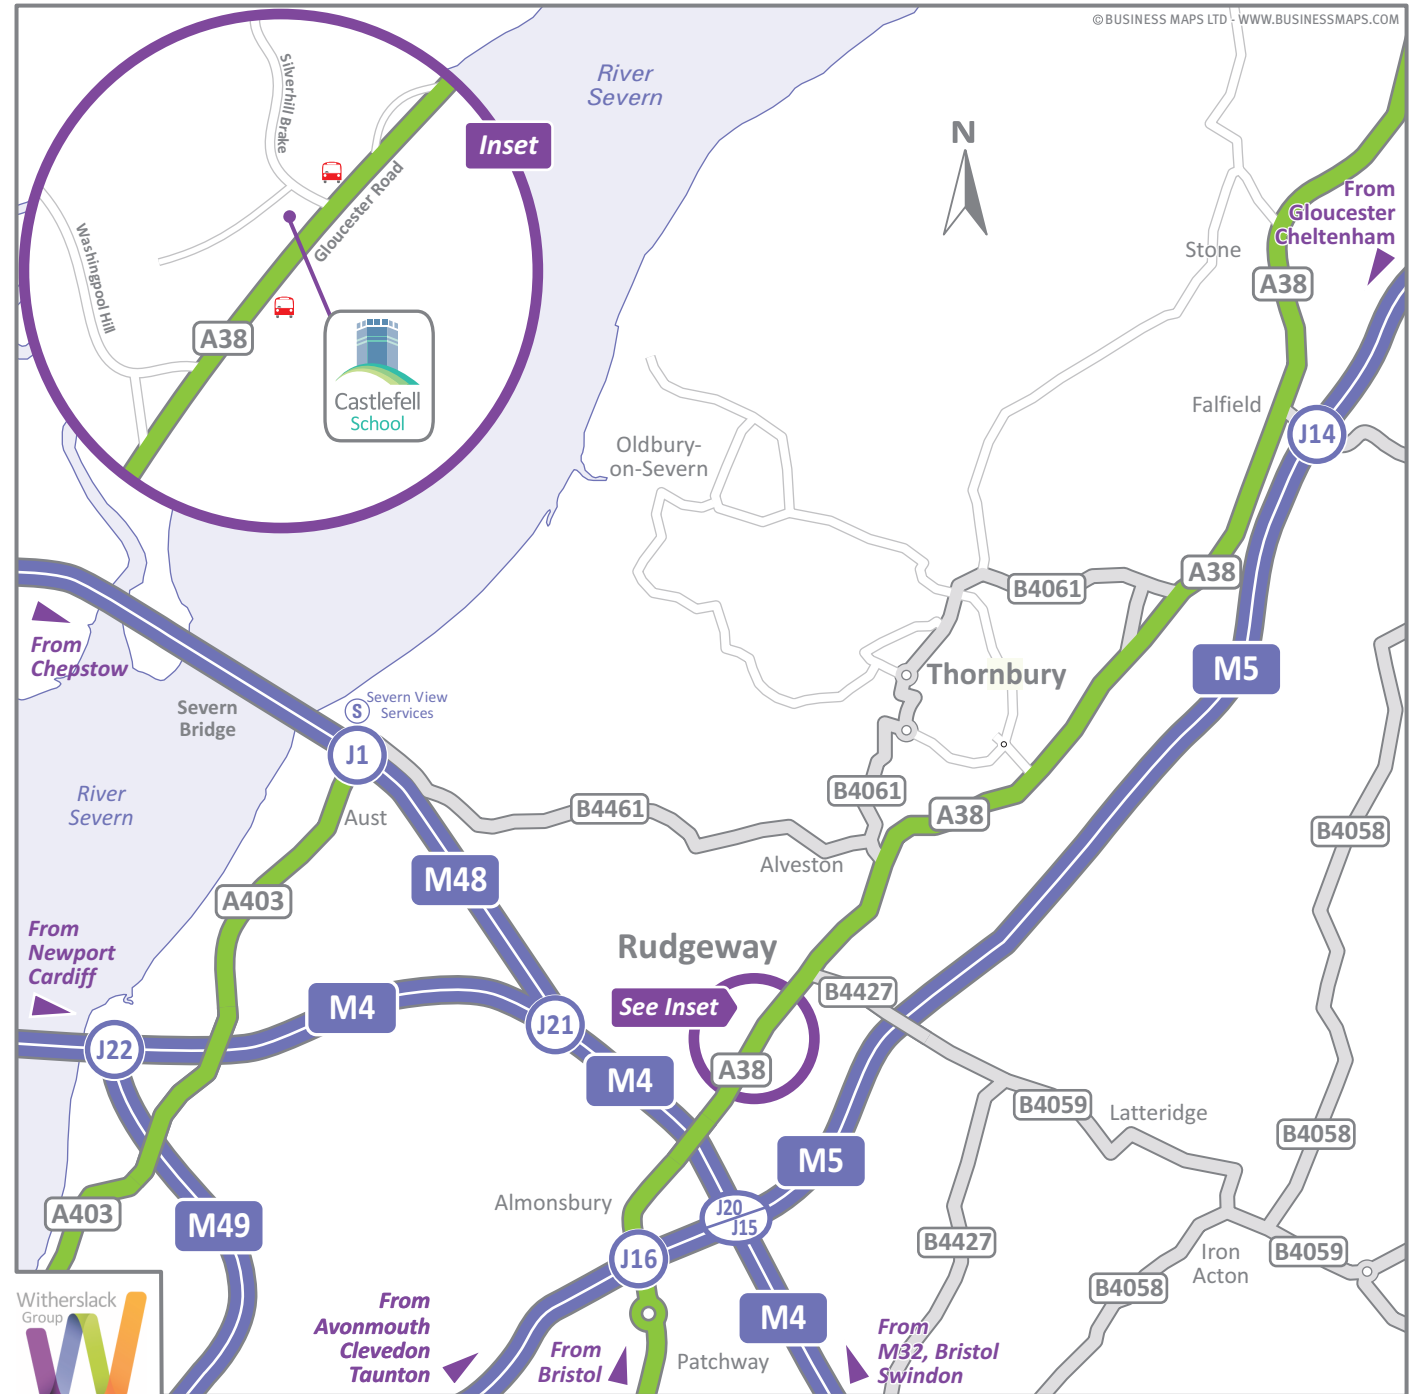 © BUSINESS MAPS LTD - WWW.BUSINESSMAPS.COM
River
Severn
Silverhill Brake
Inset
N
Gloucester Road
Washingpool Hill
A38
Castlefell
School
From
Gloucester
Cheltenham
Stone
A38
Falfield
J14
Oldbury-
on-Severn
A38
B4061
From
Chepstow
Thornbury
M5
Severn
Bridge
S
Severn View
Services
J1
River
Severn
Aust
B4461
B4061
A38
B4058
Alveston
M48
A403
From
Newport
Cardiff
Rudgeway
See Inset
B4427
M4
J21
J22
M4
A38
B4059
Latteridge
B4058
M5
Almonsbury
A403
M49
J20
J15
J16
B4427
Iron
Acton
B4059
B4058
Witherslack
Group
From
Avonmouth
Clevedon
Taunton
From
Bristol
Patchway
M4
From
M32, Bristol
Swindon